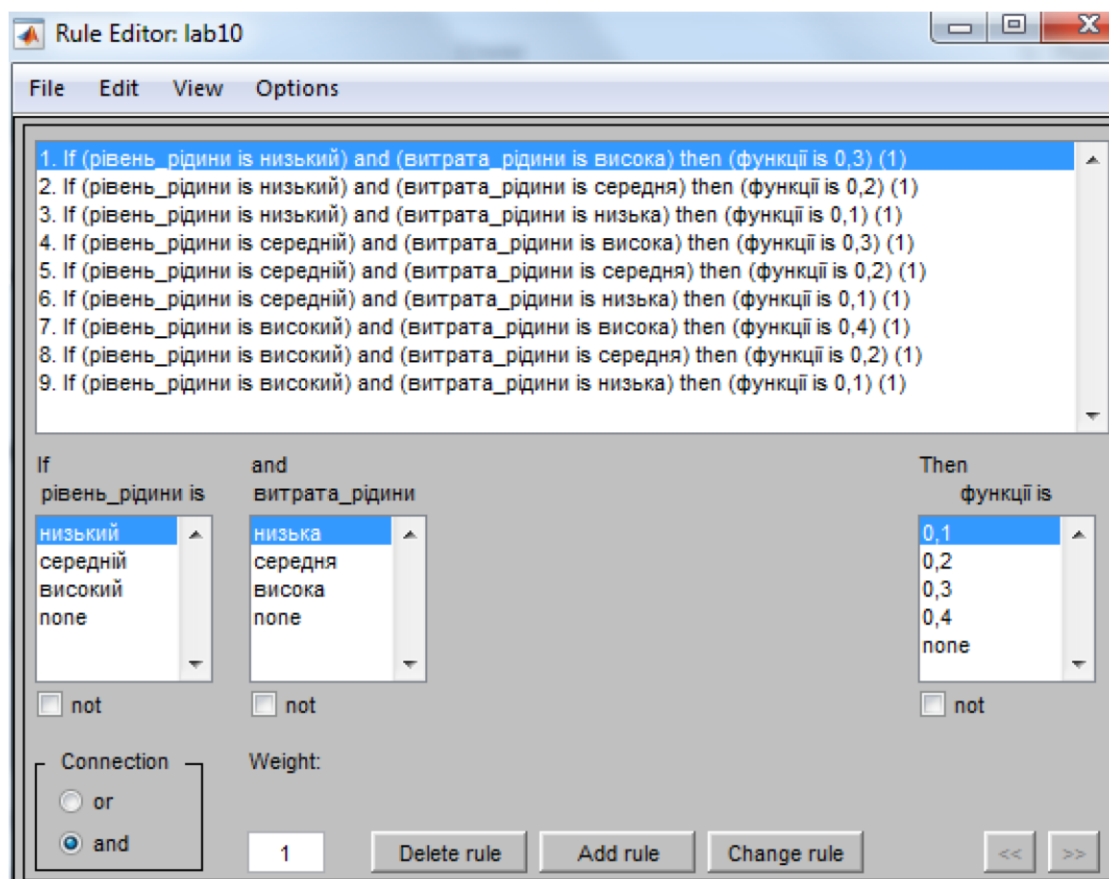 Rule Editor: lab10
File Edit View Options
1. If (рівень_рідини is низький) and (витрата_рідини is висока) then (функції is 0,3) (1)
2. If (рівень_рідини is низький) and (витрата_рідини is середня) then (функції is 0,2) (1)
3. If (рівень_рідини is низький) and (витрата_рідини is низька) then (функції is 0,1) (1)
4. If (рівень_рідини is середній) and (витрата_рідини is висока) then (функції is 0,3) (1)
5. If (рівень_рідини is середній) and (витрата_рідини is середня) then (функції is 0,2) (1)
6. If (рівень_рідини is середній) and (витрата_рідини is низька) then (функції is 0,1) (1)
7. If (рівень_рідини is високий) and (витрата_рідини is висока) then (функції is 0,4) (1)
8. If (рівень_рідини is високий) and (витрата_рідини is середня) then (функції is 0,2) (1)
9. If (рівень_рідини is високий) and (витрата_рідини is низька) then (функції is 0,1) (1)
If and Then
рівень_рідини is витрата_рідини функції is
низький низька 0,1
середній середня 0,2
високий висока 0,3
none none 0,4
none
not not not
Connection Weight:
or
and 1 Delete rule Add rule Change rule << >>